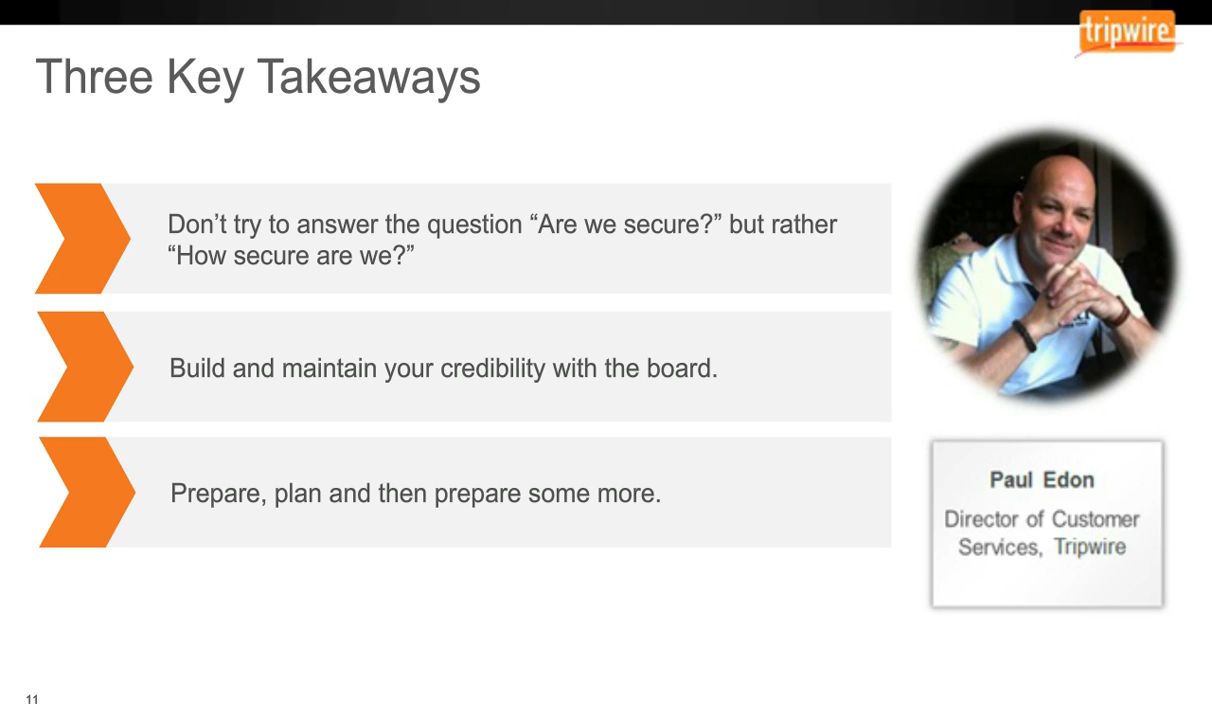 tripwire
Three Key Takeaways
Don’t try to answer the question “Are we secure?” but rather
“How secure are we?”
Build and maintain your credibility with the board.
Prepare, plan and then prepare some more.
Paul Edon
Director of Customer
Services, Tripwire
11